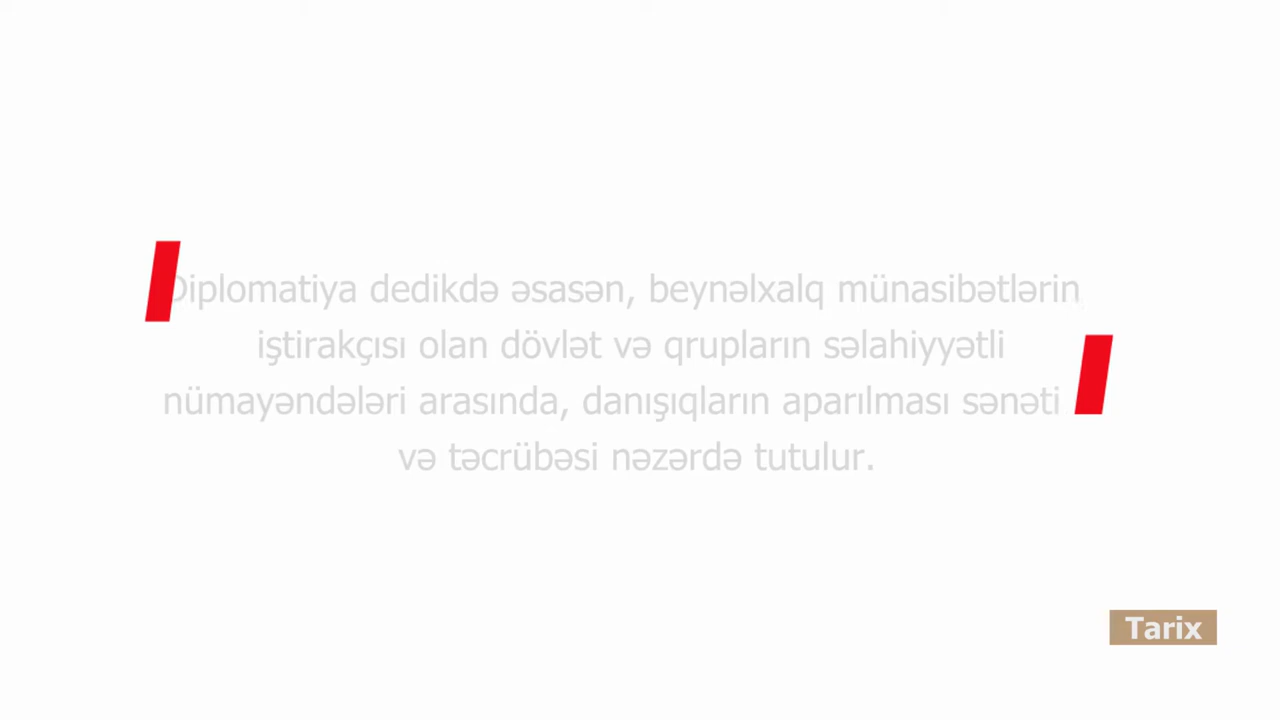 Diplomatiya dedikdə əsasən, beynəlxalq münasibətlərin
iştirakçısı olan dövlət və qrupların səlahiyyətli
nümayəndələri arasında, danışıqların aparılması sənəti
və təcrübəsi nəzərdə tutulur.
Tarix